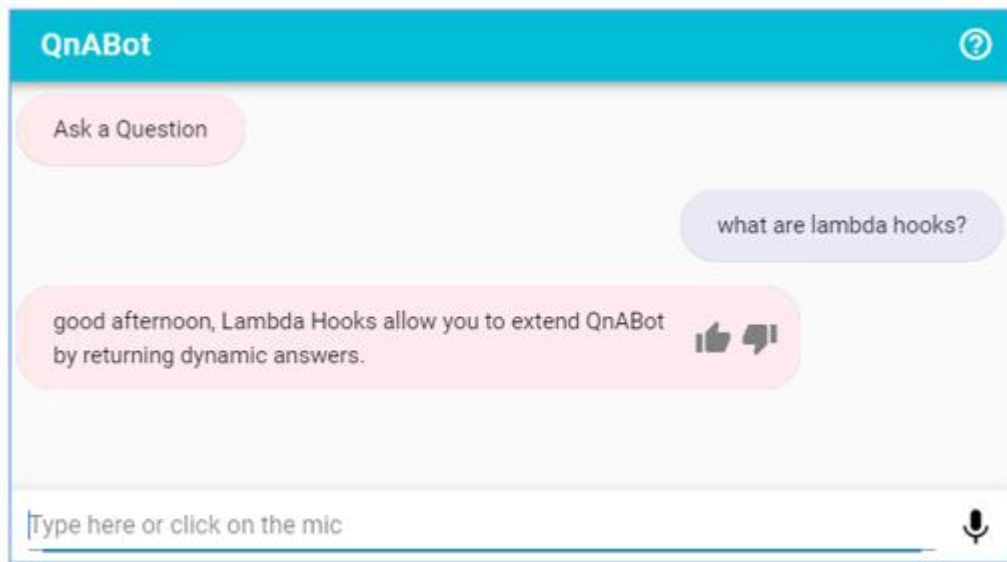 QnABot
Ask a Question
what are lambda hooks?
good afternoon, Lambda Hooks allow you to extend QnABot
by returning dynamic answers.
Type here or click on the mic